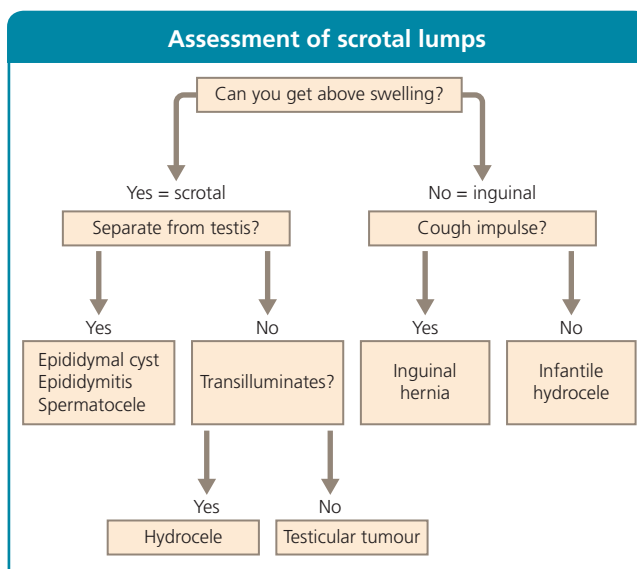 Assessment of scrotal lumps
Can you get above swelling?
Yes = scrotal
No = inguinal
Separate from testis?
Cough impulse?
Yes
No
Yes
No
Epididymal cyst
Epididymitis
Spermatocele
Transilluminates?
Inguinal
hernia
Infantile
hydrocele
Yes
No
Hydrocele
Testicular tumour